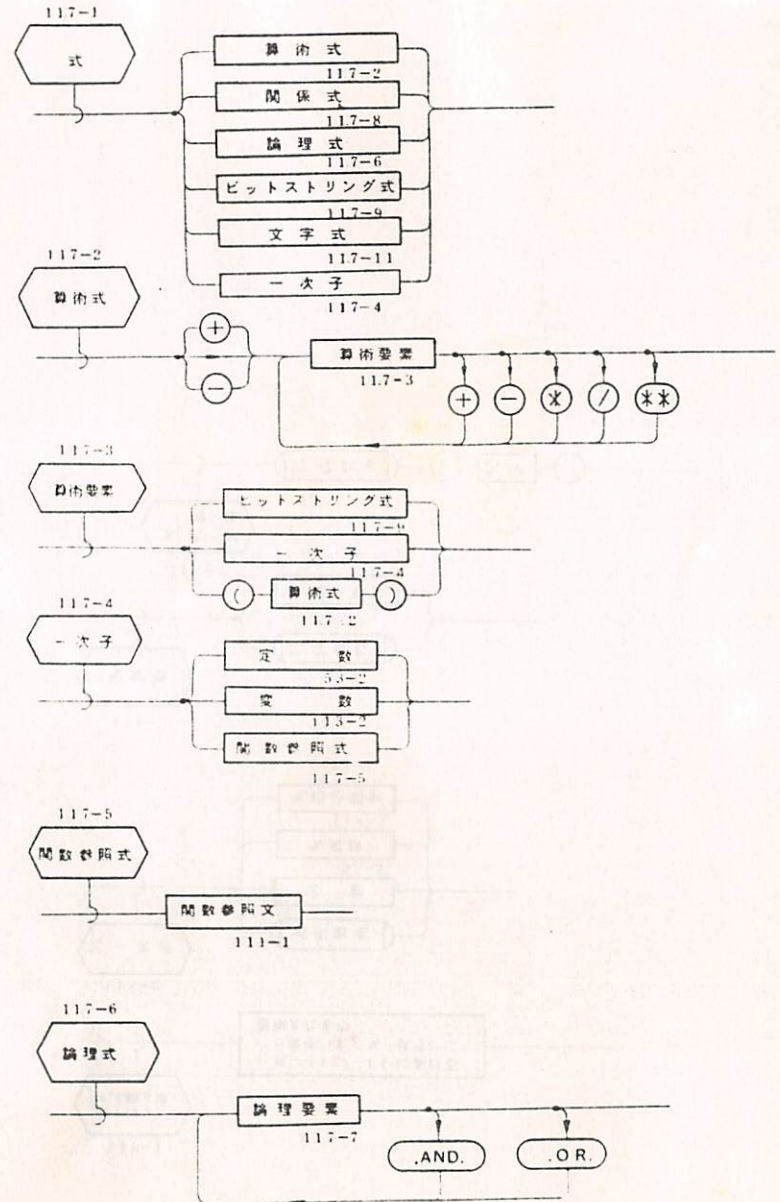 11.7-1
式
算術式
11.7-2
関係式
11.7-8
論理式
11.7-6
ビットストリング式
11.7-9
文字式
11.7-11
一次子
11.7-4
11.7-2
算術式
+
-
算術要素
11.7-3
+
-
*
/
**
11.7-3
算術要素
ビットストリング式
11.7-9
一次子
11.7-4
(
算術式
)
11.7-2
11.7-4
一次子
定数
5.3-2
変数
11.3-2
関数参照式
11.7-5
11.7-5
関数参照式
関数参照文
11.1-1
11.7-6
論理式
論理要素
11.7-7
.AND.
.OR.